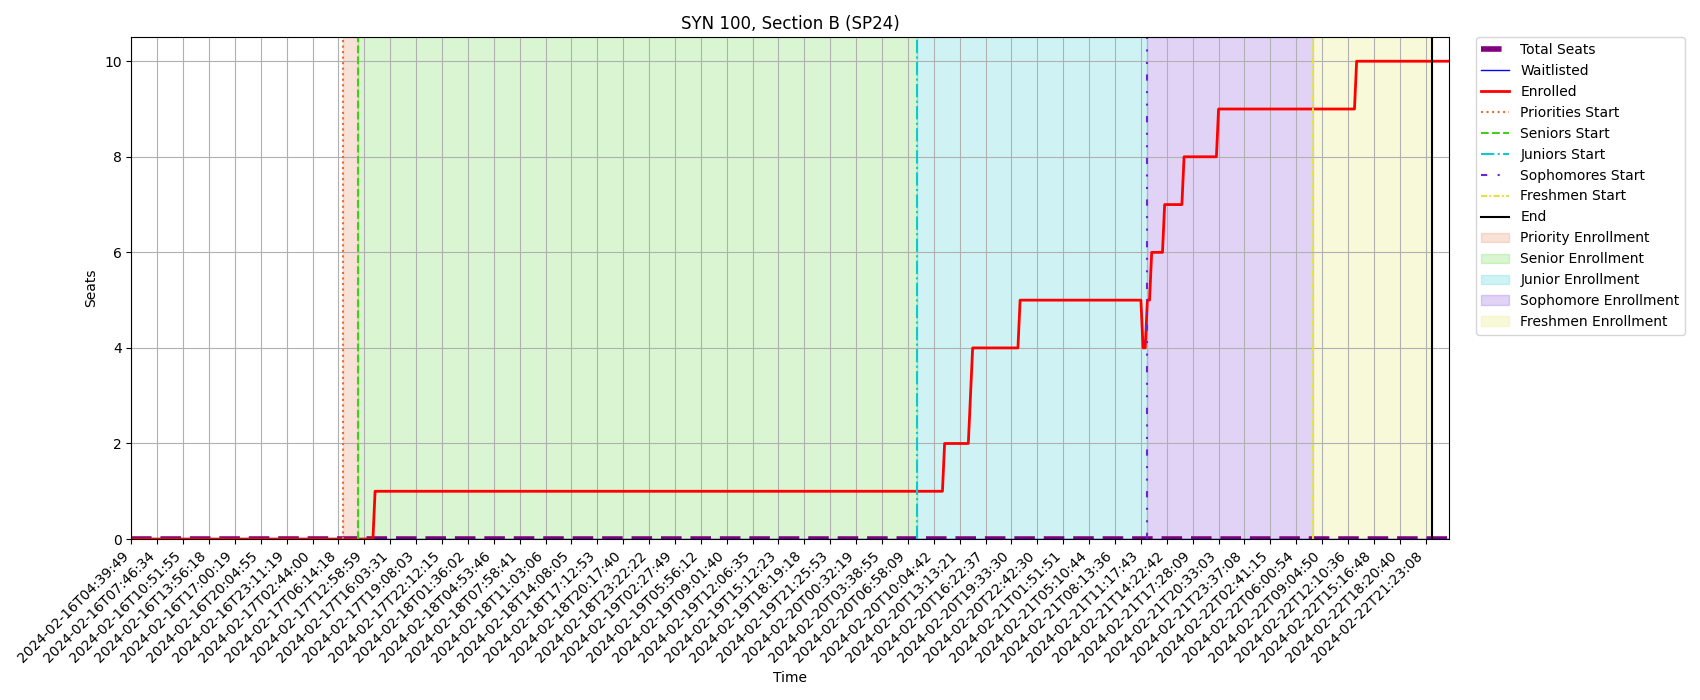 SYN 100, Section B (SP24)
Seats
10
8
6
4
2
0
2024-02-16T04:39:49
2024-02-16T07:46:34
2024-02-16T10:51:55
2024-02-16T13:56:18
2024-02-16T17:00:19
2024-02-16T20:04:55
2024-02-16T23:11:19
2024-02-17T02:44:00
2024-02-17T06:14:18
2024-02-17T12:58:59
2024-02-17T16:03:31
2024-02-17T19:08:03
2024-02-17T22:12:15
2024-02-18T01:36:02
2024-02-18T04:53:46
2024-02-18T07:58:41
2024-02-18T11:03:06
2024-02-18T14:08:05
2024-02-18T17:12:53
2024-02-18T20:17:40
2024-02-18T23:22:22
2024-02-19T02:27:49
2024-02-19T05:56:12
2024-02-19T09:01:40
2024-02-19T12:06:35
2024-02-19T15:12:23
2024-02-19T18:19:18
2024-02-19T21:25:53
2024-02-20T00:32:19
2024-02-20T03:38:55
2024-02-20T06:58:09
2024-02-20T10:04:42
2024-02-20T13:13:21
2024-02-20T16:22:37
2024-02-20T19:33:30
2024-02-20T22:42:30
2024-02-21T01:51:51
2024-02-21T05:10:44
2024-02-21T08:13:36
2024-02-21T11:17:43
2024-02-21T14:22:42
2024-02-21T17:28:09
2024-02-21T20:33:03
2024-02-21T23:37:08
2024-02-22T02:41:15
2024-02-22T06:00:54
2024-02-22T09:04:50
2024-02-22T12:10:36
2024-02-22T15:16:48
2024-02-22T18:20:40
2024-02-22T21:23:08
Time
Total Seats
Waitlisted
Enrolled
Priorities Start
Seniors Start
Juniors Start
Sophomores Start
Freshmen Start
End
Priority Enrollment
Senior Enrollment
Junior Enrollment
Sophomore Enrollment
Freshmen Enrollment